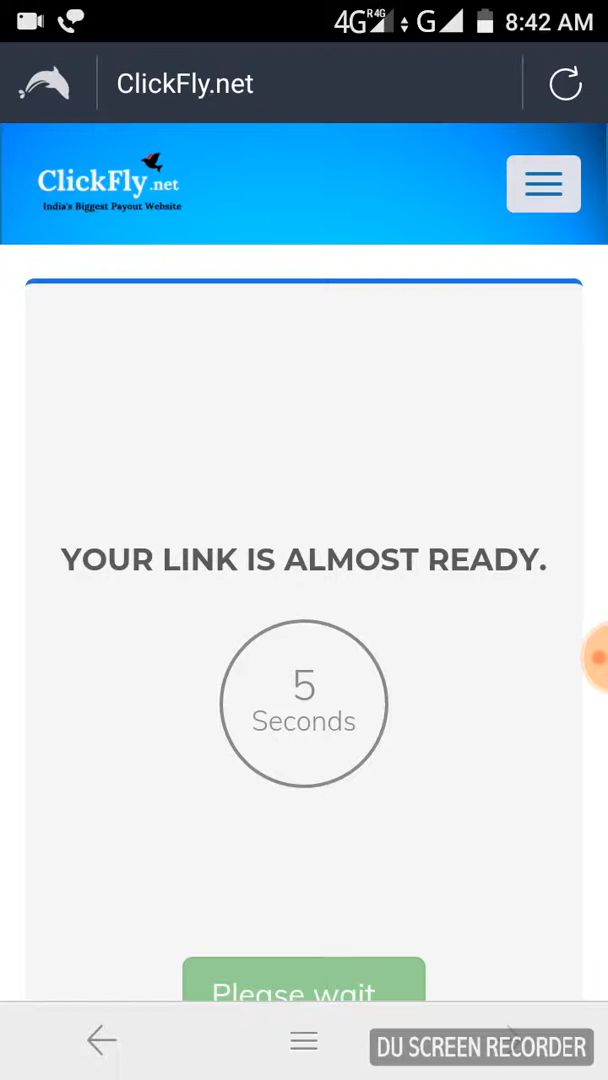 4G R4G G 8:42 AM
ClickFly.net
ClickFly.net
India's Biggest Payout Website
YOUR LINK IS ALMOST READY.
5
Seconds
Please wait
DU SCREEN RECORDER